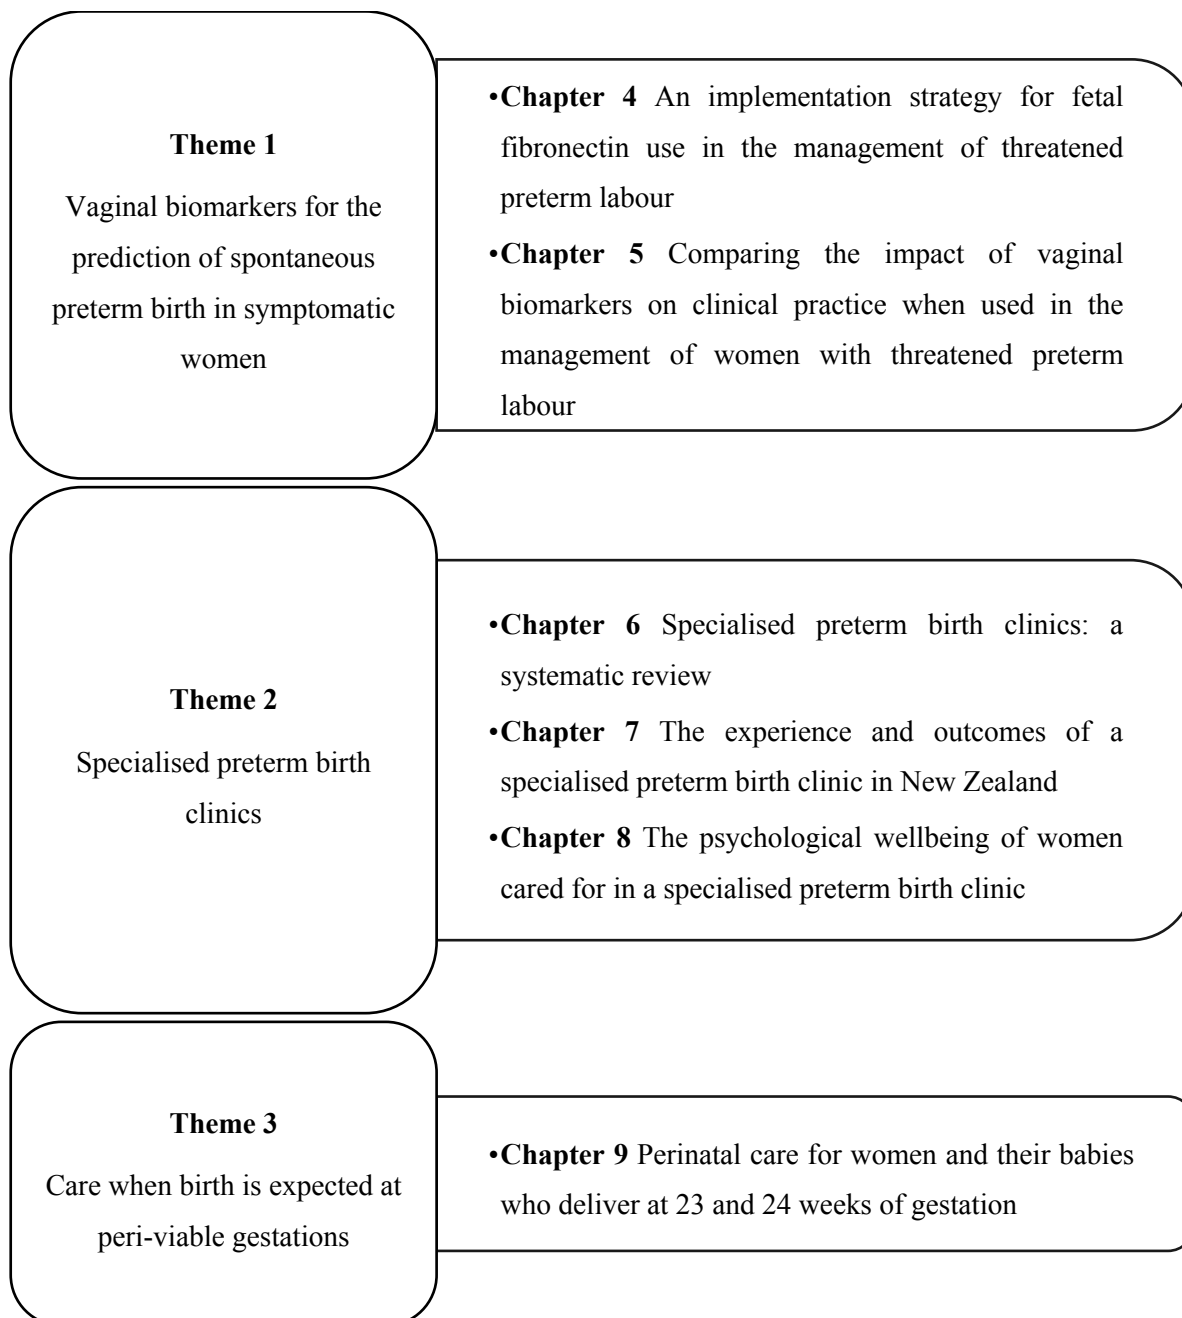 Theme 1
Vaginal biomarkers for the
prediction of spontaneous
preterm birth in symptomatic
women
•Chapter 4 An implementation strategy for fetal
fibronectin use in the management of threatened
preterm labour
•Chapter 5 Comparing the impact of vaginal
biomarkers on clinical practice when used in the
management of women with threatened preterm
labour
Theme 2
Specialised preterm birth
clinics
•Chapter 6 Specialised preterm birth clinics: a
systematic review
•Chapter 7 The experience and outcomes of a
specialised preterm birth clinic in New Zealand
•Chapter 8 The psychological wellbeing of women
cared for in a specialised preterm birth clinic
Theme 3
Care when birth is expected at
peri-viable gestations
•Chapter 9 Perinatal care for women and their babies
who deliver at 23 and 24 weeks of gestation